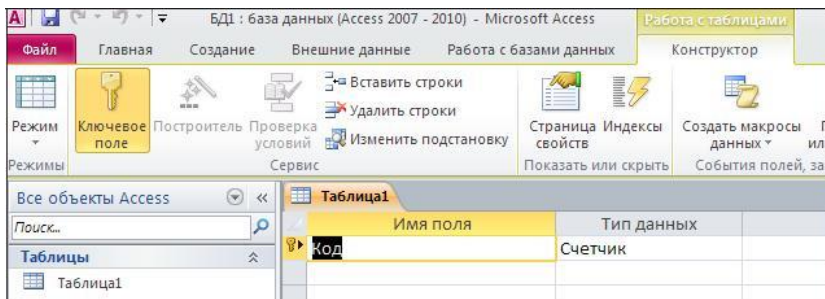 БД1 : база данных (Access 2007 - 2010) - Microsoft Access Работа с таблицами
Файл Главная Создание Внешние данные Работа с базами данных Конструктор
Режим
Ключевое поле
Построитель
Проверка условий
Вставить строки
Удалить строки
Изменить подстановку
Страница свойств
Индексы
Создать макросы данных
Режимы Сервис Показать или скрыть События полей, за
Все объекты Access
Таблица1
Поиск...
Имя поля Тип данных
Код Счетчик
Таблицы
Таблица1